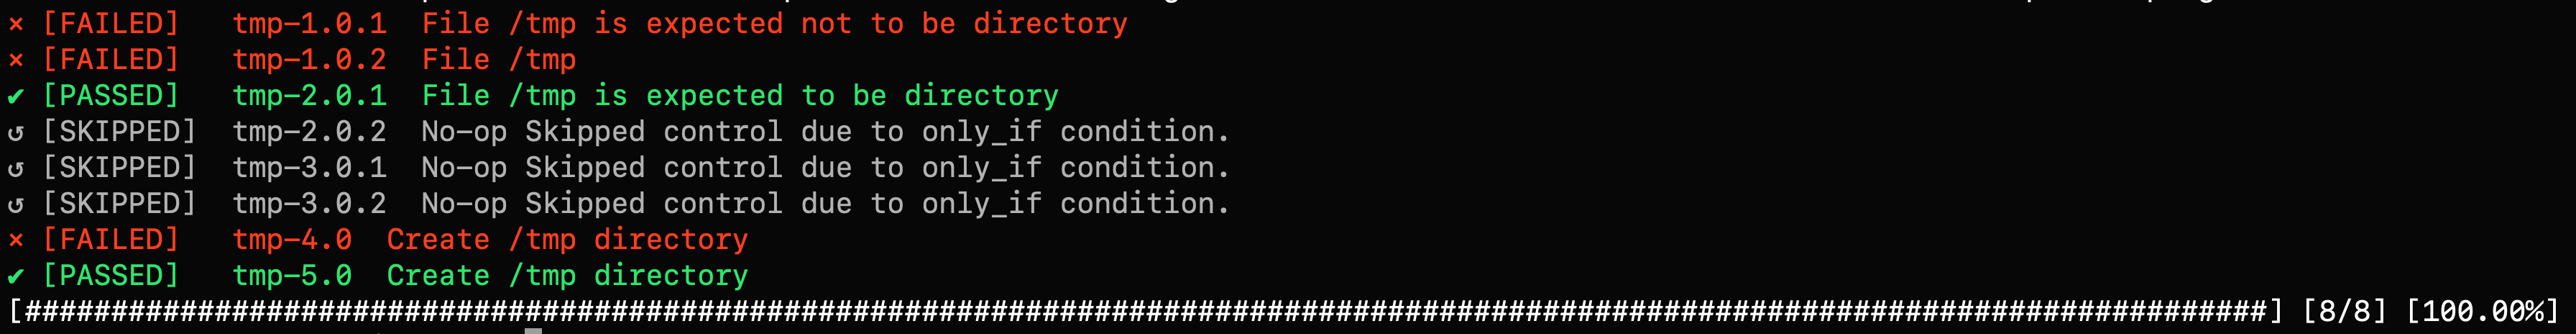 × [FAILED]   tmp-1.0.1  File /tmp is expected not to be directory
× [FAILED]   tmp-1.0.2  File /tmp
✔ [PASSED]   tmp-2.0.1  File /tmp is expected to be directory
↺ [SKIPPED]  tmp-2.0.2  No-op Skipped control due to only_if condition.
↺ [SKIPPED]  tmp-3.0.1  No-op Skipped control due to only_if condition.
↺ [SKIPPED]  tmp-3.0.2  No-op Skipped control due to only_if condition.
× [FAILED]   tmp-4.0  Create /tmp directory
✔ [PASSED]   tmp-5.0  Create /tmp directory
[##################################################################################################################################] [8/8] [100.00%]